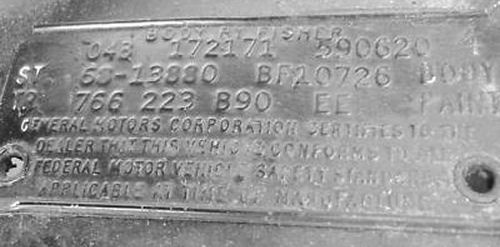 BODY BY FISHER
04B 172171 590620 4
ST 68-13880 BF10726 BODY
TR 766 223 B90 EE PAINT
GENERAL MOTORS CORPORATION CERTIFIES TO THE
DEALER THAT THIS VEHICLE CONFORMS TO
FEDERAL MOTOR VEHICLE SAFETY STANDARDS
APPLICABLE AT TIME OF MANUFACTURE